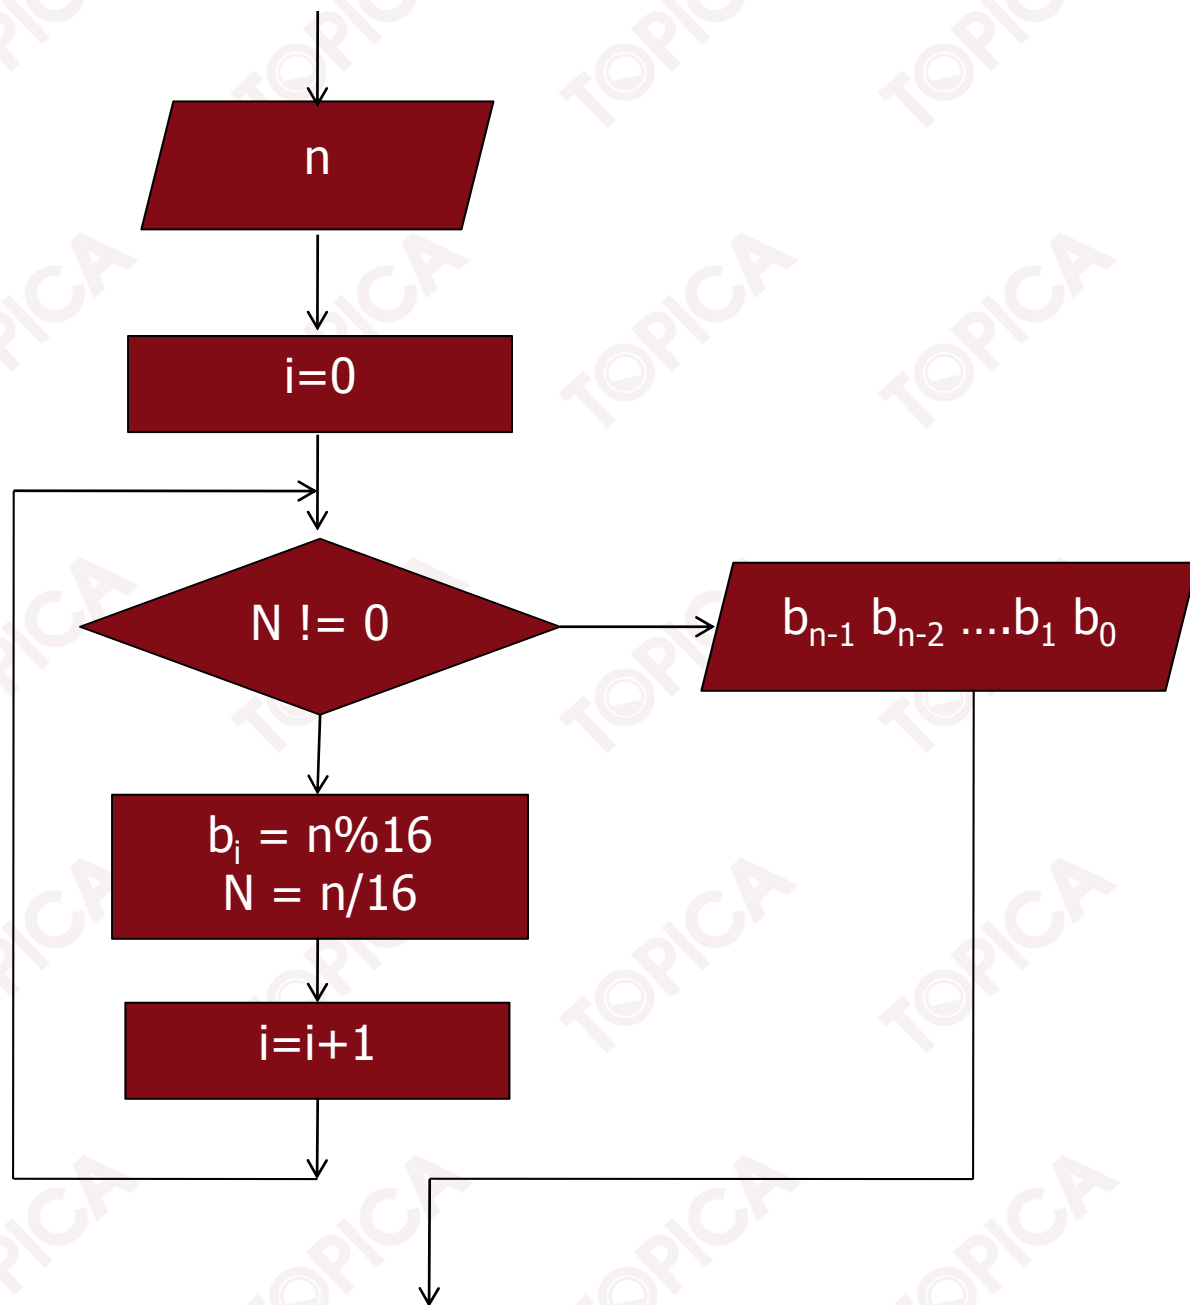 n
i=0
N != 0
bₙ₋₁ bₙ₋₂ ....b₁ b₀
bᵢ = n%16
N = n/16
i=i+1
TOPICA